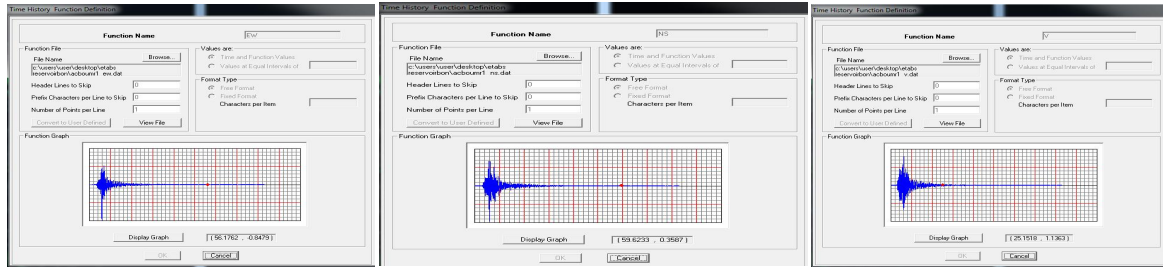 Time History Function Definition
Function Name
EW
Function File
File Name
Browse...
c:\users\user\desktop\etabs
\reservoirbon\acboumr1 ew.dat
Header Lines to Skip
0
Prefix Characters per Line to Skip
0
Number of Points per Line
1
Convert to User Defined
View File
Values are:
Time and Function Values
Values at Equal Intervals of
Format Type
Free Format
Fixed Format
Characters per Item
Function Graph
Display Graph
(56.1762 , -0.8479)
OK
Cancel
Time History Function Definition
Function Name
NS
Function File
File Name
Browse...
c:\users\user\desktop\etabs
\reservoirbon\acboumr1 ns.dat
Header Lines to Skip
0
Prefix Characters per Line to Skip
0
Number of Points per Line
1
Convert to User Defined
View File
Values are:
Time and Function Values
Values at Equal Intervals of
Format Type
Free Format
Fixed Format
Characters per Item
Function Graph
Display Graph
(59.6233 , 0.3587)
OK
Cancel
Time History Function Definition
Function Name
V
Function File
File Name
Browse...
c:\users\user\desktop\etabs
\reservoirbon\acboumr1 v.dat
Header Lines to Skip
0
Prefix Characters per Line to Skip
0
Number of Points per Line
1
Convert to User Defined
View File
Values are:
Time and Function Values
Values at Equal Intervals of
Format Type
Free Format
Fixed Format
Characters per Item
Function Graph
Display Graph
(25.1518 , 1.1363)
OK
Cancel